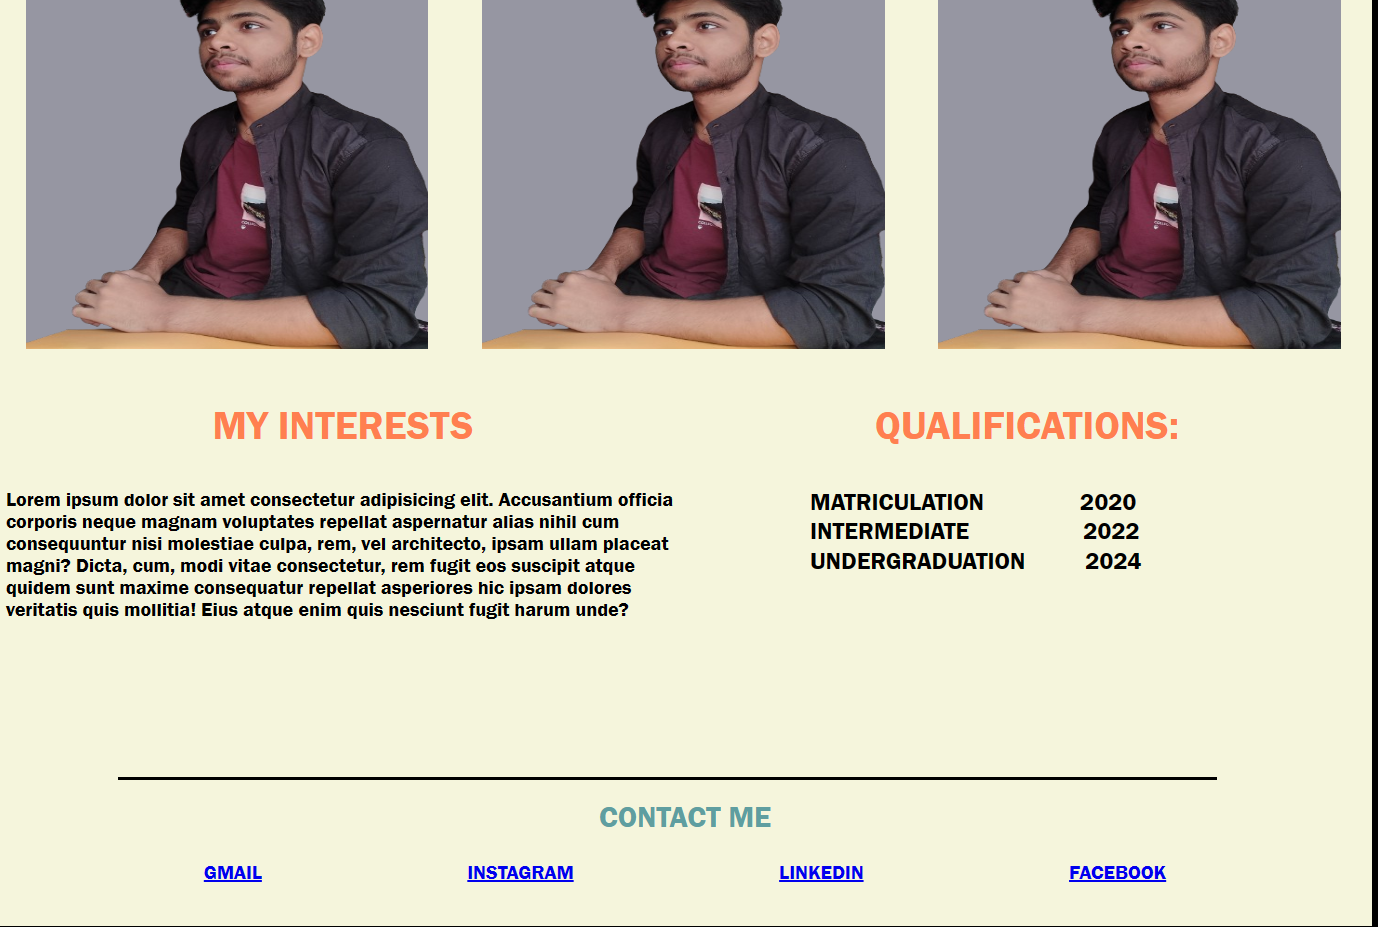 MY INTERESTS
QUALIFICATIONS:
Lorem ipsum dolor sit amet consectetur adipisicing elit. Accusantium officia
corporis neque magnam voluptates repellat aspernatur alias nihil cum
consequuntur nisi molestiae culpa, rem, vel architecto, ipsam ullam placeat
magni? Dicta, cum, modi vitae consectetur, rem fugit eos suscipit atque
quidem sunt maxime consequatur repellat asperiores hic ipsam dolores
veritatis quis mollitia! Eius atque enim quis nesciunt fugit harum unde?
MATRICULATION 2020
INTERMEDIATE 2022
UNDERGRADUATION 2024
CONTACT ME
GMAIL INSTAGRAM LINKEDIN FACEBOOK